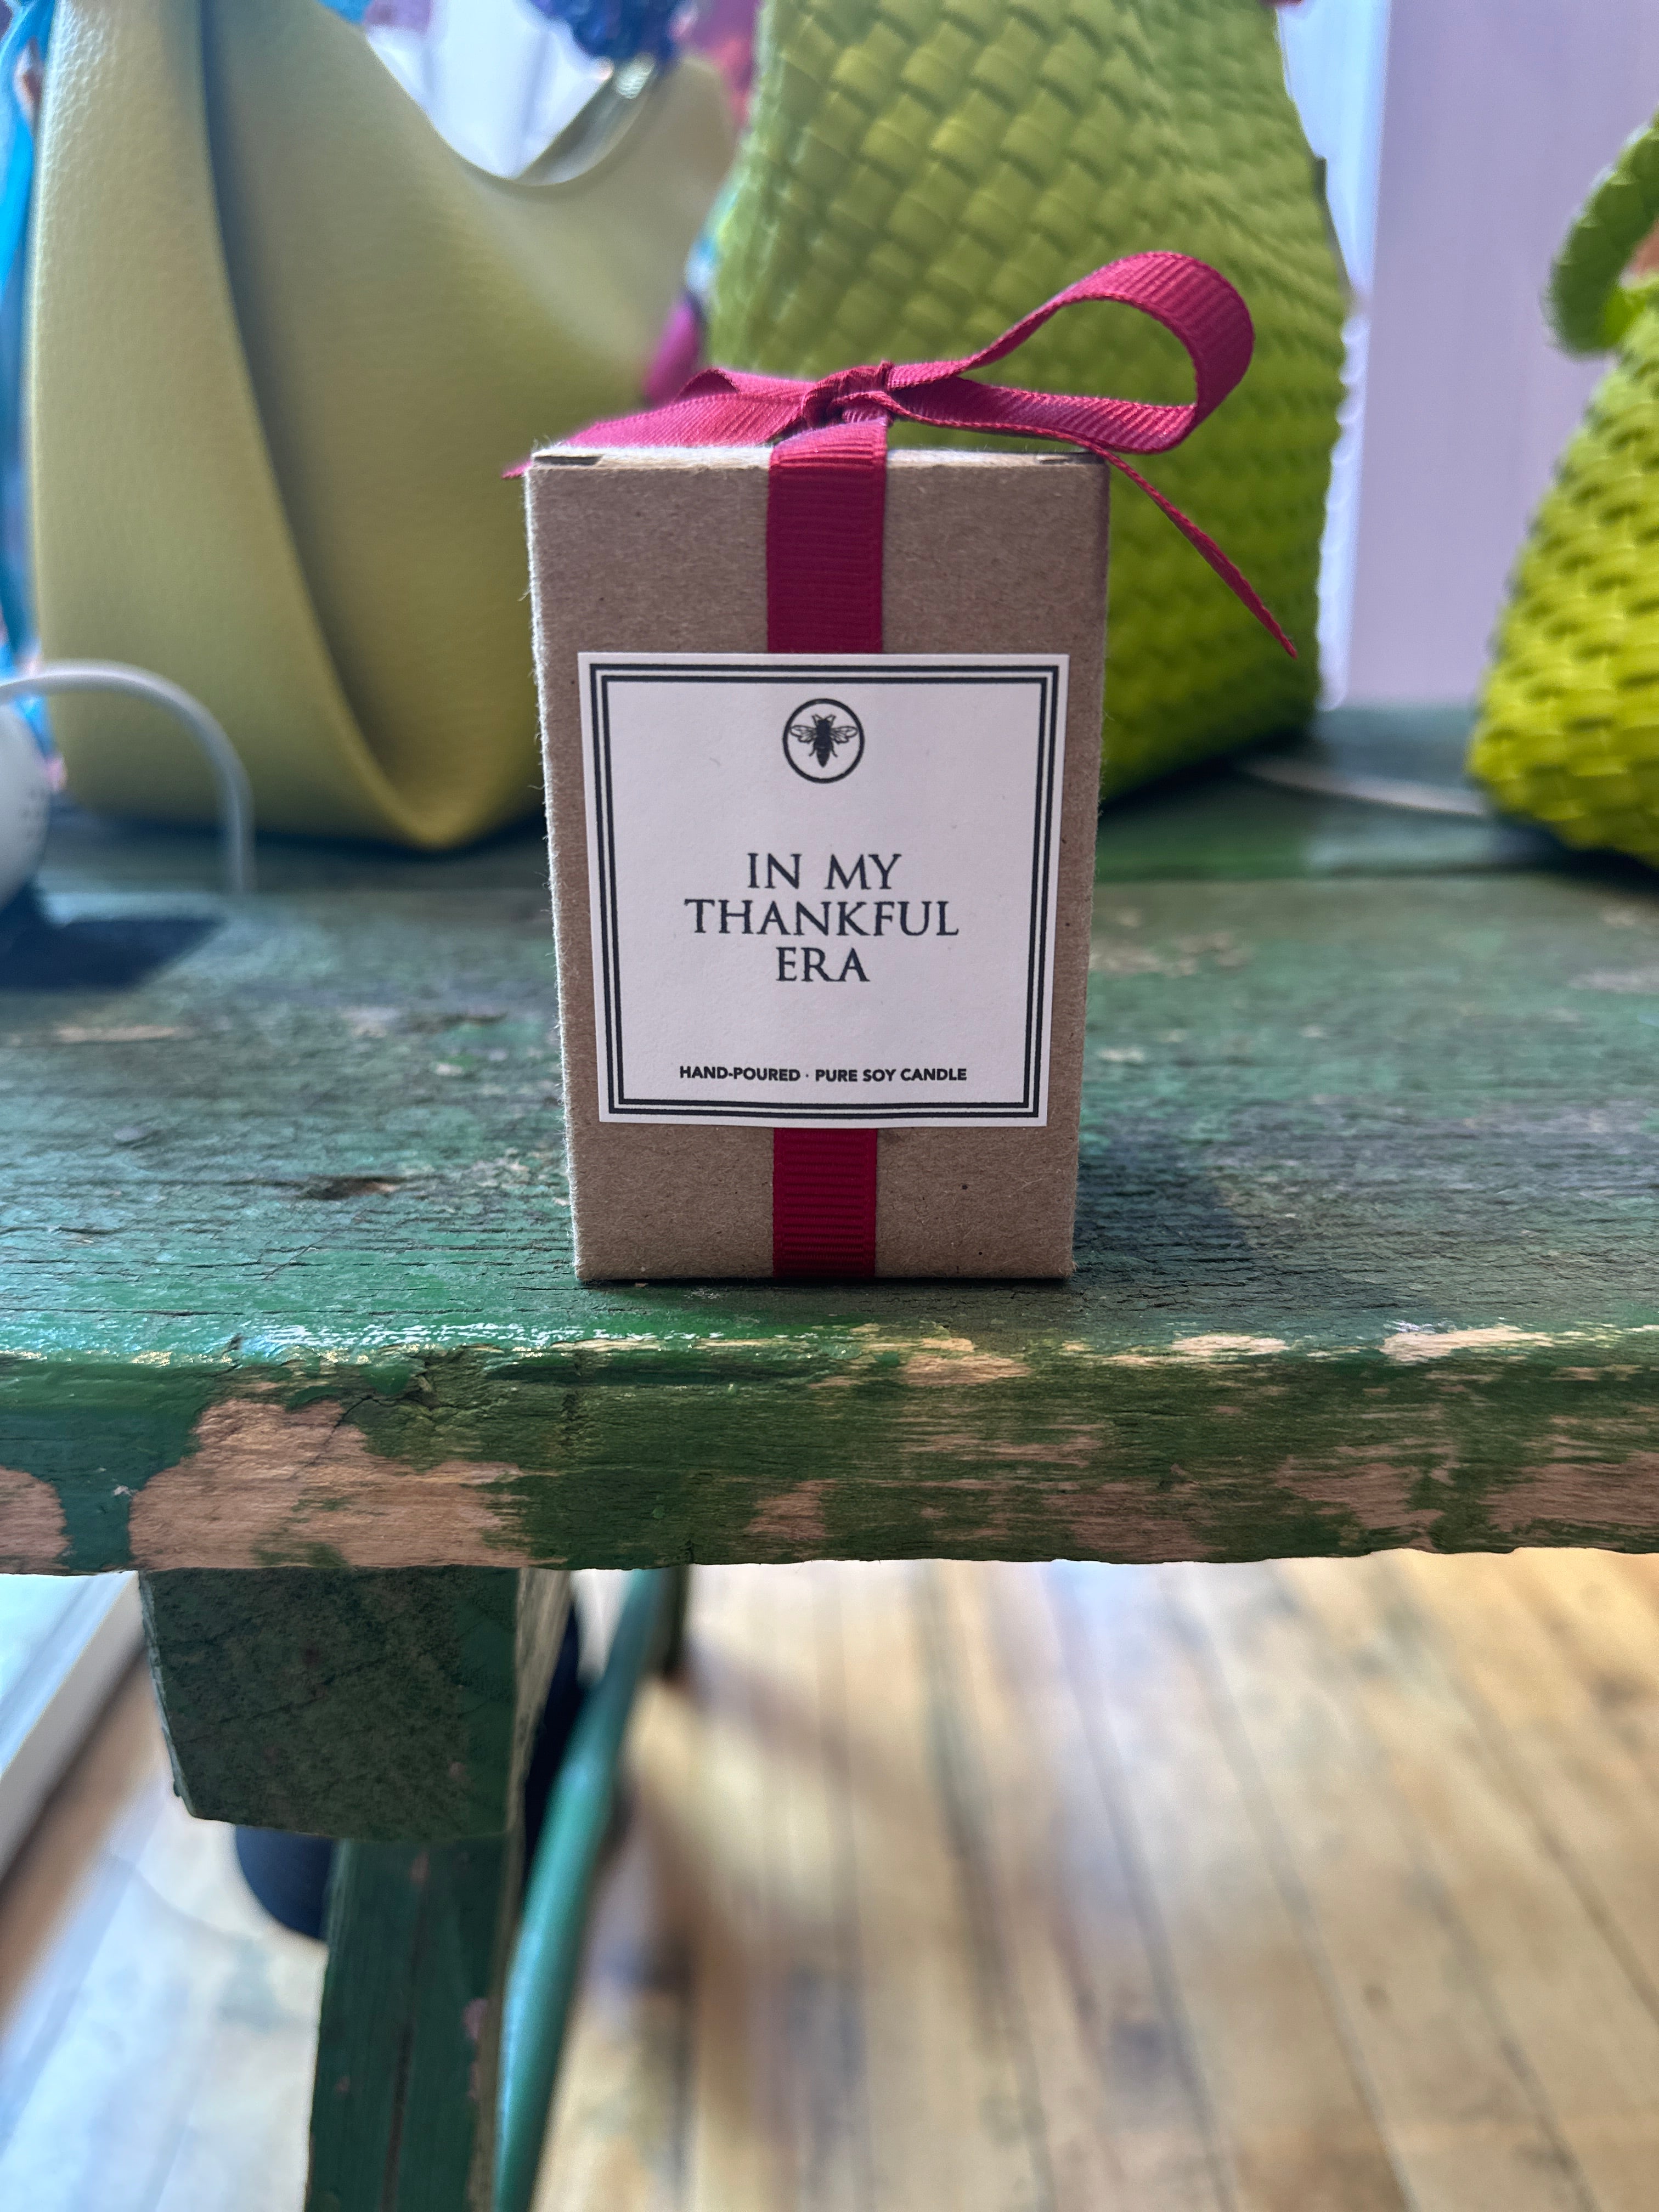 IN MY
THANKFUL
ERA
HAND-POURED · PURE SOY CANDLE